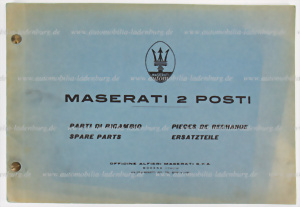 MASERATI 2 POSTI
PARTI DI RICAMBIO PIECES DE RECHANGE
SPARE PARTS ERSATZTEILE
OFFICINE ALFIERI MASERATI S.P.A.